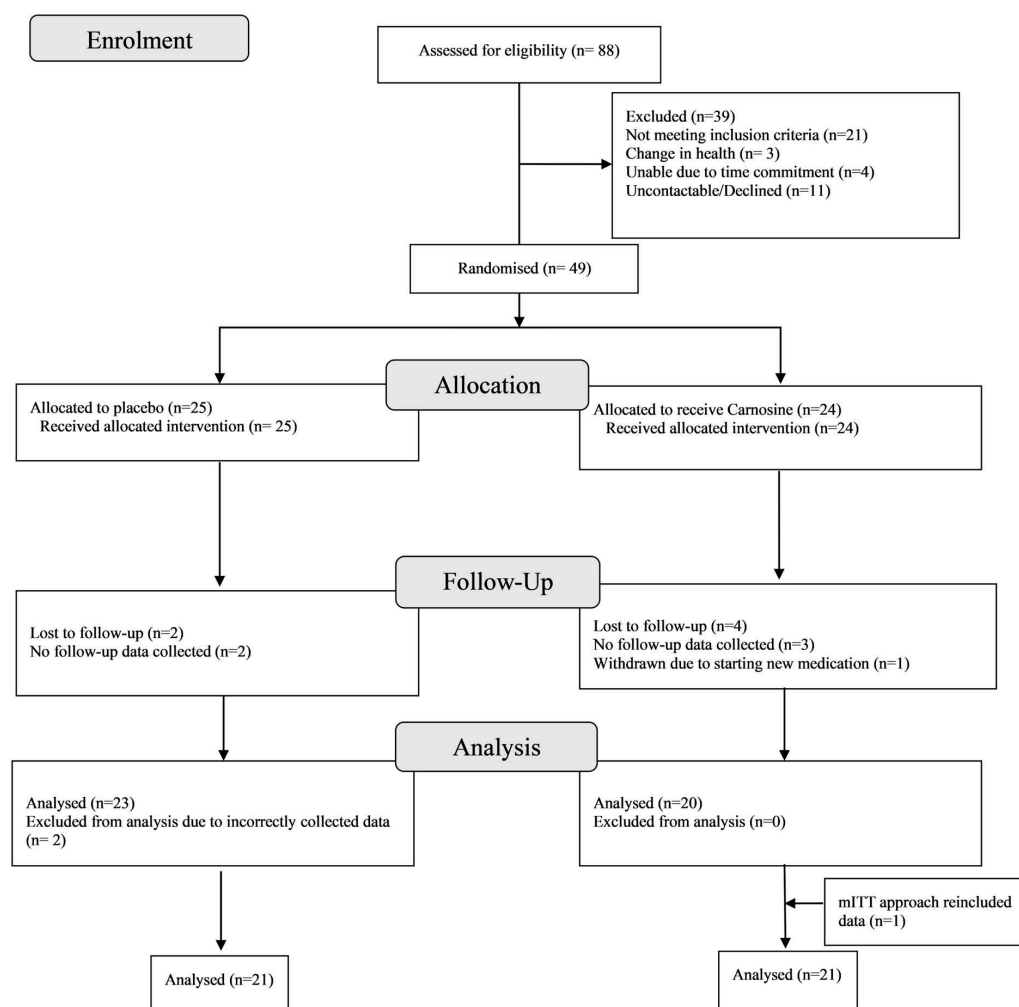 Enrolment
Assessed for eligibility (n= 88)
Excluded (n=39)
Not meeting inclusion criteria (n=21)
Change in health (n= 3)
Unable due to time commitment (n=4)
Uncontactable/Declined (n=11)
Randomised (n= 49)
Allocation
Allocated to placebo (n=25)
Received allocated intervention (n= 25)
Allocated to receive Carnosine (n=24)
Received allocated intervention (n=24)
Follow-Up
Lost to follow-up (n=2)
No follow-up data collected (n=2)
Lost to follow-up (n=4)
No follow-up data collected (n=3)
Withdrawn due to starting new medication (n=1)
Analysis
Analysed (n=23)
Excluded from analysis due to incorrectly collected data
(n= 2)
Analysed (n=20)
Excluded from analysis (n=0)
mITT approach reincluded
data (n=1)
Analysed (n=21)
Analysed (n=21)